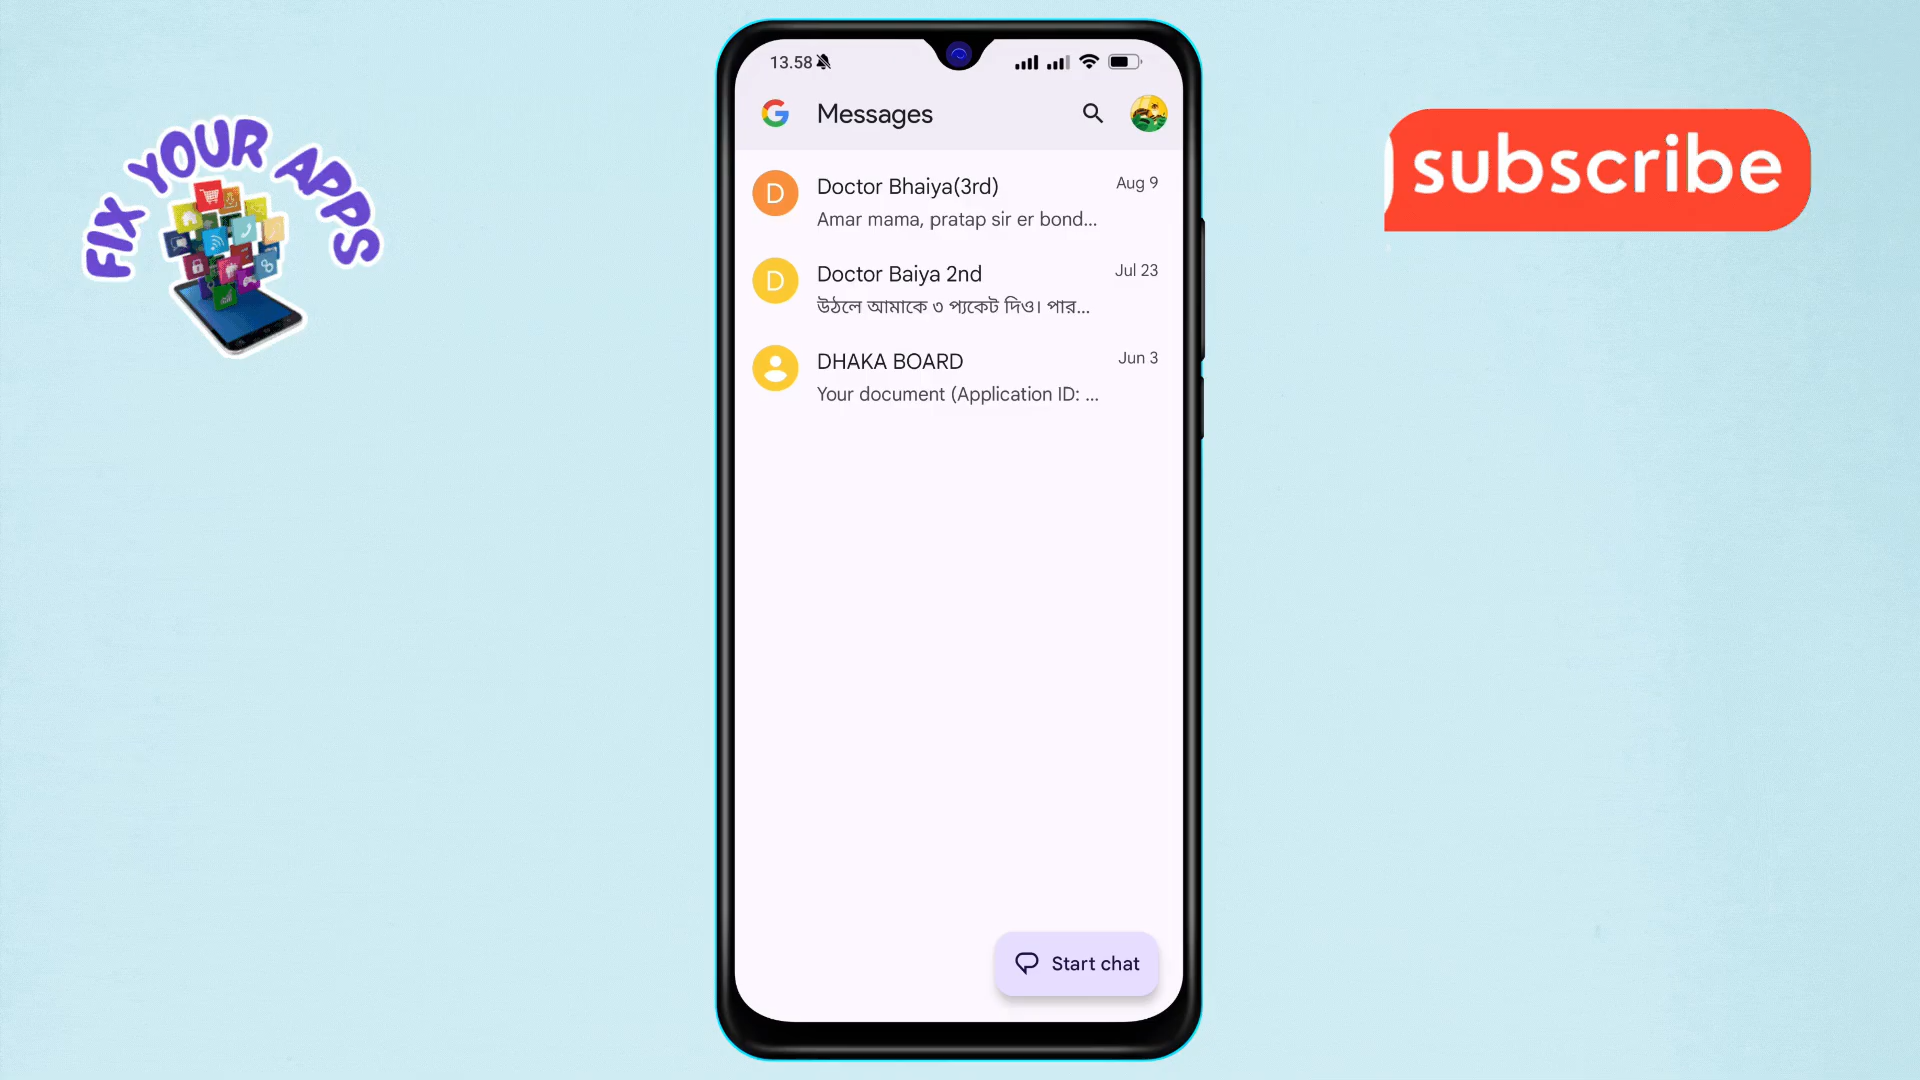 FIX YOUR APPS
13.58
Messages
D
Doctor Bhaiya(3rd)
Aug 9
Amar mama, pratap sir er bond...
D
Doctor Baiya 2nd
Jul 23
উঠলে আমাকে ৩ প্যকেট দিও। পার...
DHAKA BOARD
Jun 3
Your document (Application ID: ...
Start chat
subscribe